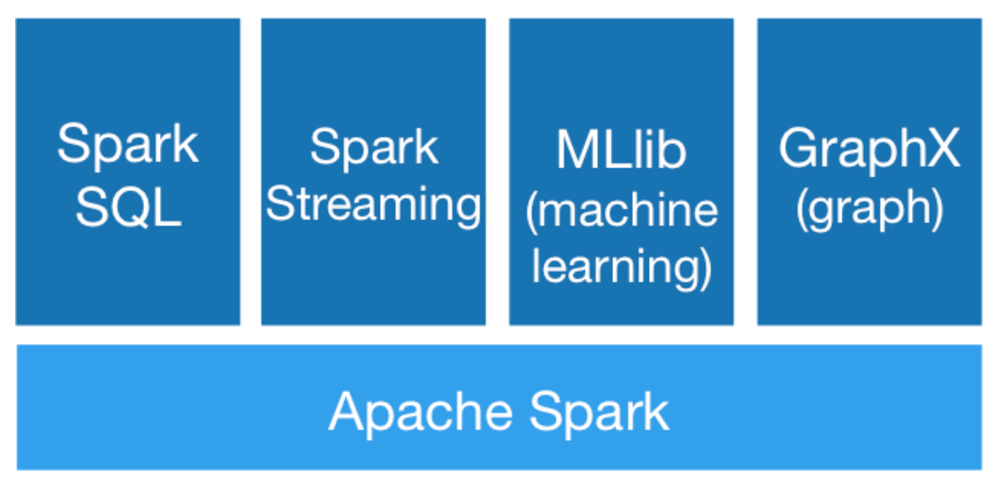 Spark
SQL
Spark
Streaming
MLlib
(machine
learning)
GraphX
(graph)
Apache Spark